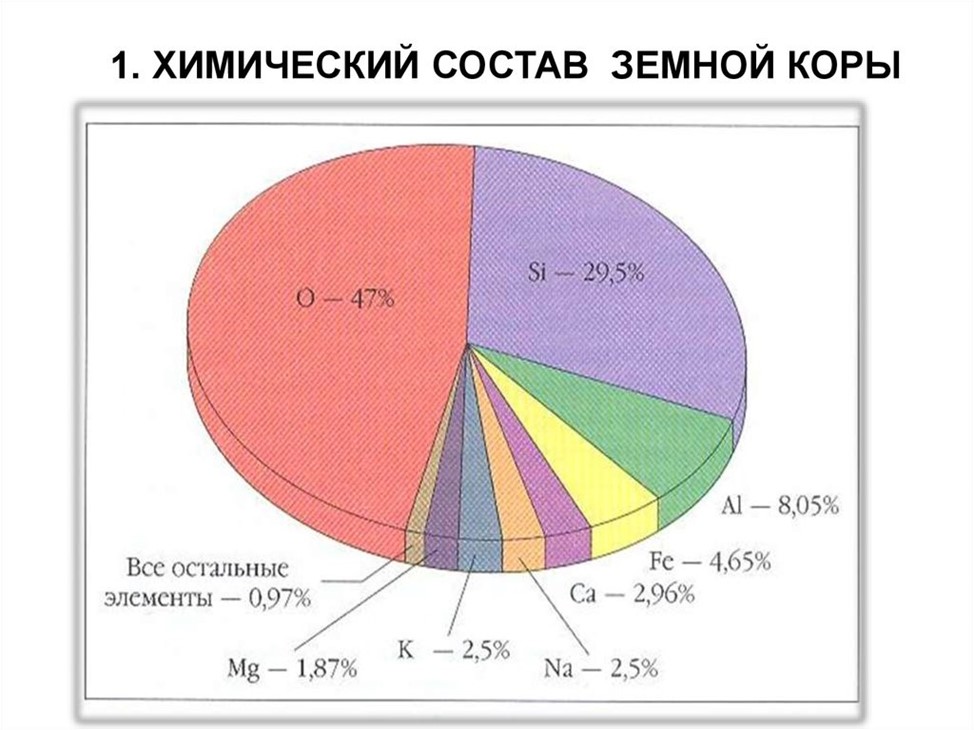 1. ХИМИЧЕСКИЙ СОСТАВ ЗЕМНОЙ КОРЫ
Si — 29,5%
O — 47%
Al — 8,05%
Fe — 4,65%
Все остальные
элементы — 0,97%
Ca — 2,96%
K — 2,5%
Mg — 1,87%
Na — 2,5%